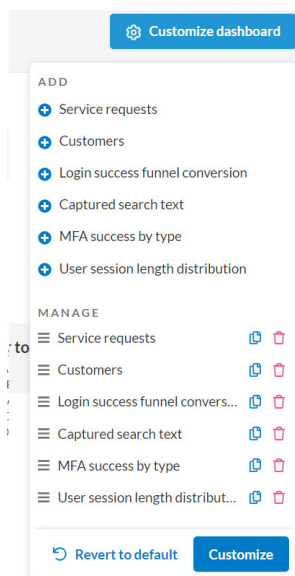 Customize dashboard
ADD
Service requests
Customers
Login success funnel conversion
Captured search text
MFA success by type
User session length distribution
MANAGE
to
Service requests
Customers
Login success funnel convers...
Captured search text
MFA success by type
User session length distribut...
Revert to default
Customize